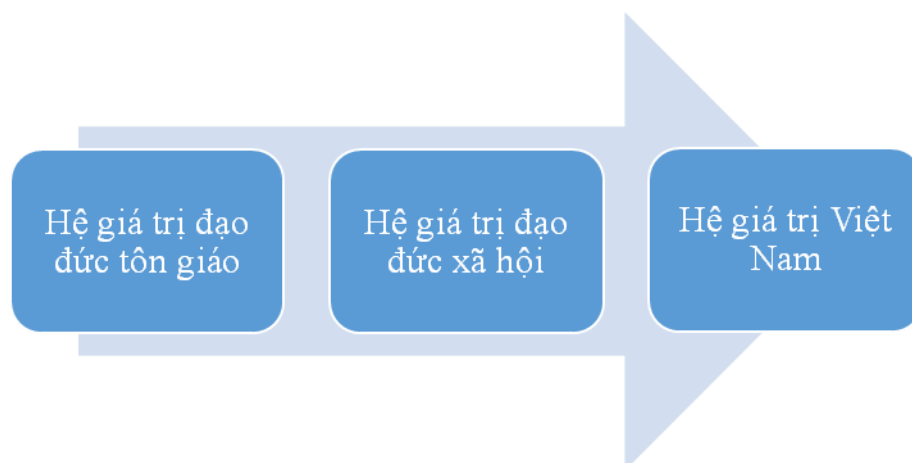 Hệ giá trị đạo
đức tôn giáo
Hệ giá trị đạo
đức xã hội
Hệ giá trị Việt
Nam